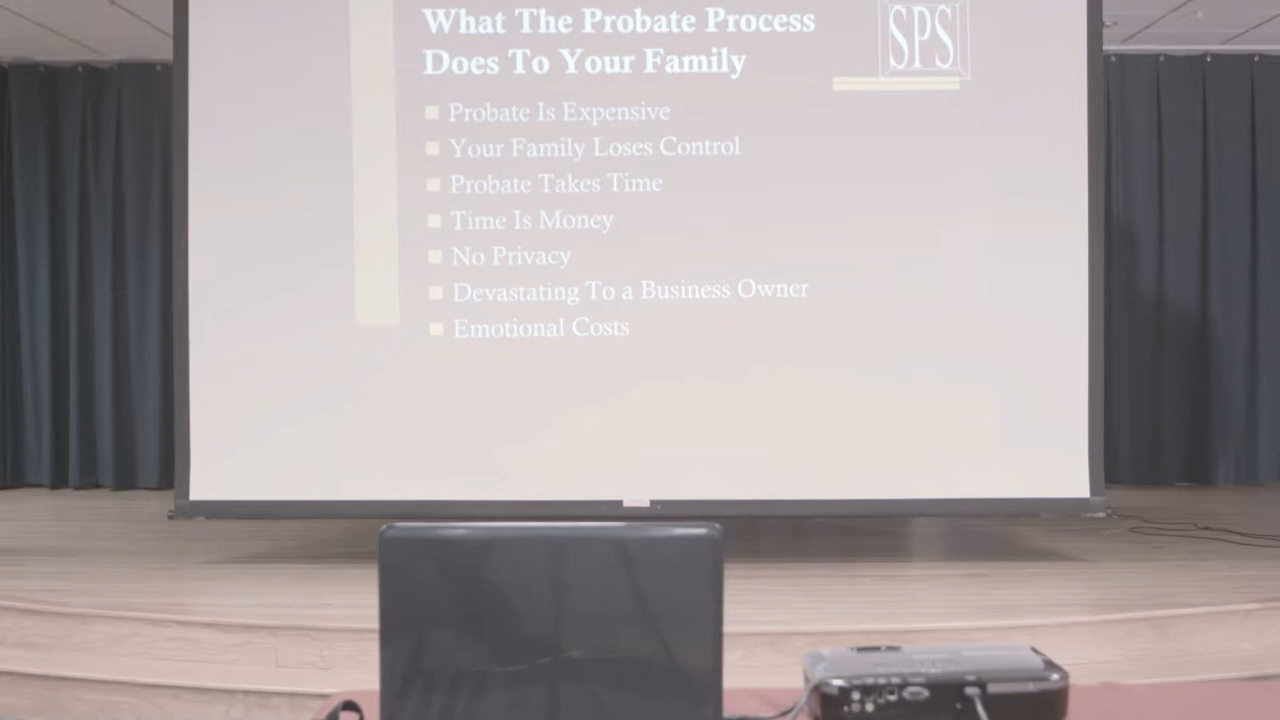 What The Probate Process
Does To Your Family
SPS
Probate Is Expensive
Your Family Loses Control
Probate Takes Time
Time Is Money
No Privacy
Devastating To a Business Owner
Emotional Costs
hp